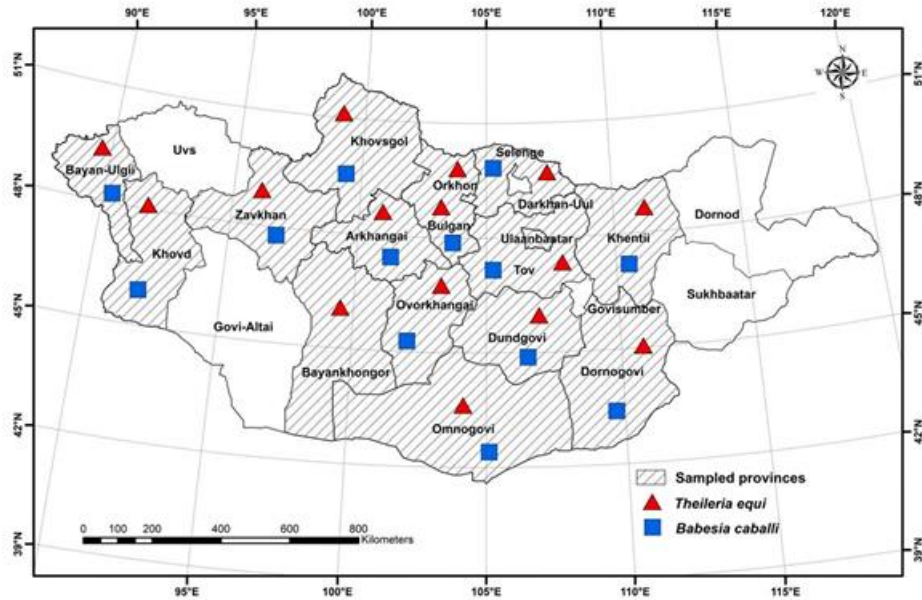 90°E 95°E 100°E 105°E 110°E 115°E 120°E
51°N
51°N
N
W E
S
Khovsgol
Uvs
Selenge
Bayan-Ulgii
Orkhon
48°N
48°N
Darkhan-Uul
Zavkhan
Bulgan
Dornod
Arkhangai
Ulaanbaatar
Khentii
Khovd
Tov
Sukhbaatar
Ovorkhangai
Govisumber
45°N
45°N
Govi-Altai
Dundgovi
Bayankhongor
Dornogovi
Omnogovi
42°N
42°N
Sampled provinces
Theileria equi
Babesia caballi
0 100 200 400 600 800
Kilometers
39°N
39°N
95°E 100°E 105°E 110°E 115°E